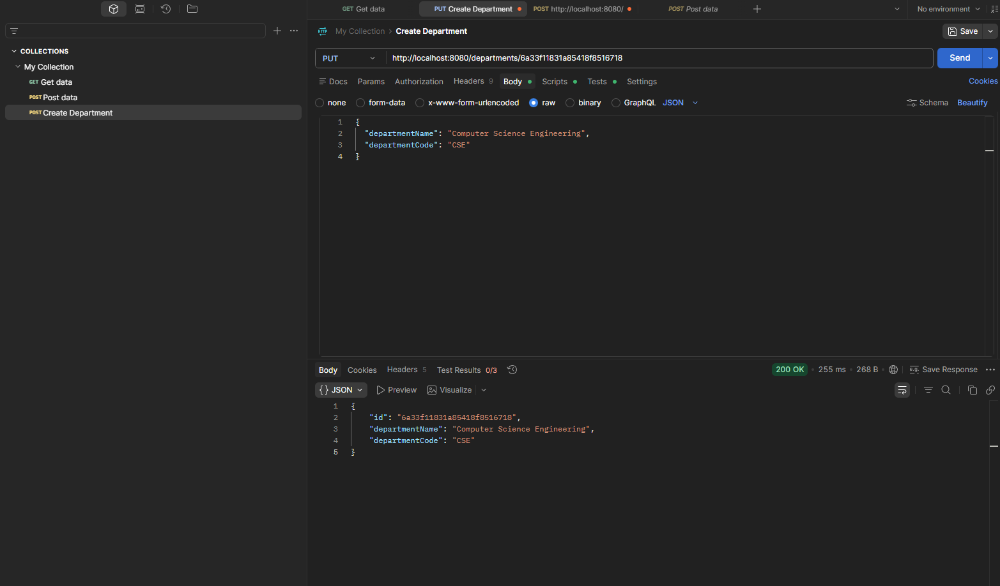 GET Get data
PUT Create Department
POST http://localhost:8080/
POST Post data
No environment
COLLECTIONS
My Collection
GET Get data
POST Post data
POST Create Department
HTTP My Collection > Create Department
Save
PUT http://localhost:8080/departments/6a33f11831a85418f8516718
Send
Docs Params Authorization Headers 9 Body Scripts Tests Settings
Cookies
none form-data x-www-form-urlencoded raw binary GraphQL JSON
Schema Beautify
1 {
2 "departmentName": "Computer Science Engineering",
3 "departmentCode": "CSE"
4 }
Body Cookies Headers 5 Test Results 0/3
200 OK • 255 ms • 268 B • e.g. Save Response
{} JSON Preview Visualize
1 {
2 "id": "6a33f11831a85418f8516718",
3 "departmentName": "Computer Science Engineering",
4 "departmentCode": "CSE"
5 }